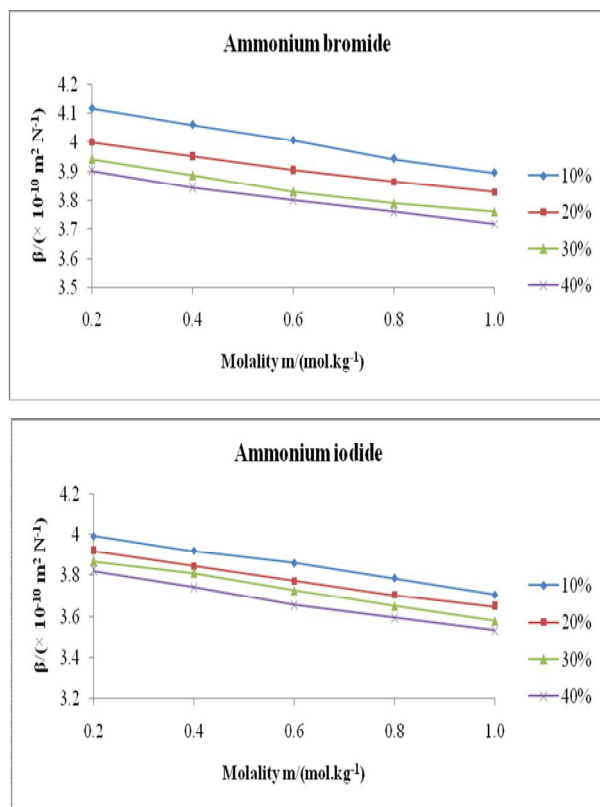 Ammonium bromide
β/(× 10⁻¹⁰ m² N⁻¹)
4.2
4.1
4
3.9
3.8
3.7
3.6
3.5
0.2 0.4 0.6 0.8 1.0
Molality m/(mol.kg⁻¹)
10%
20%
30%
40%
Ammonium iodide
β/(× 10⁻¹⁰ m² N⁻¹)
4.2
4
3.8
3.6
3.4
3.2
0.2 0.4 0.6 0.8 1.0
Molality m/(mol.kg⁻¹)
10%
20%
30%
40%